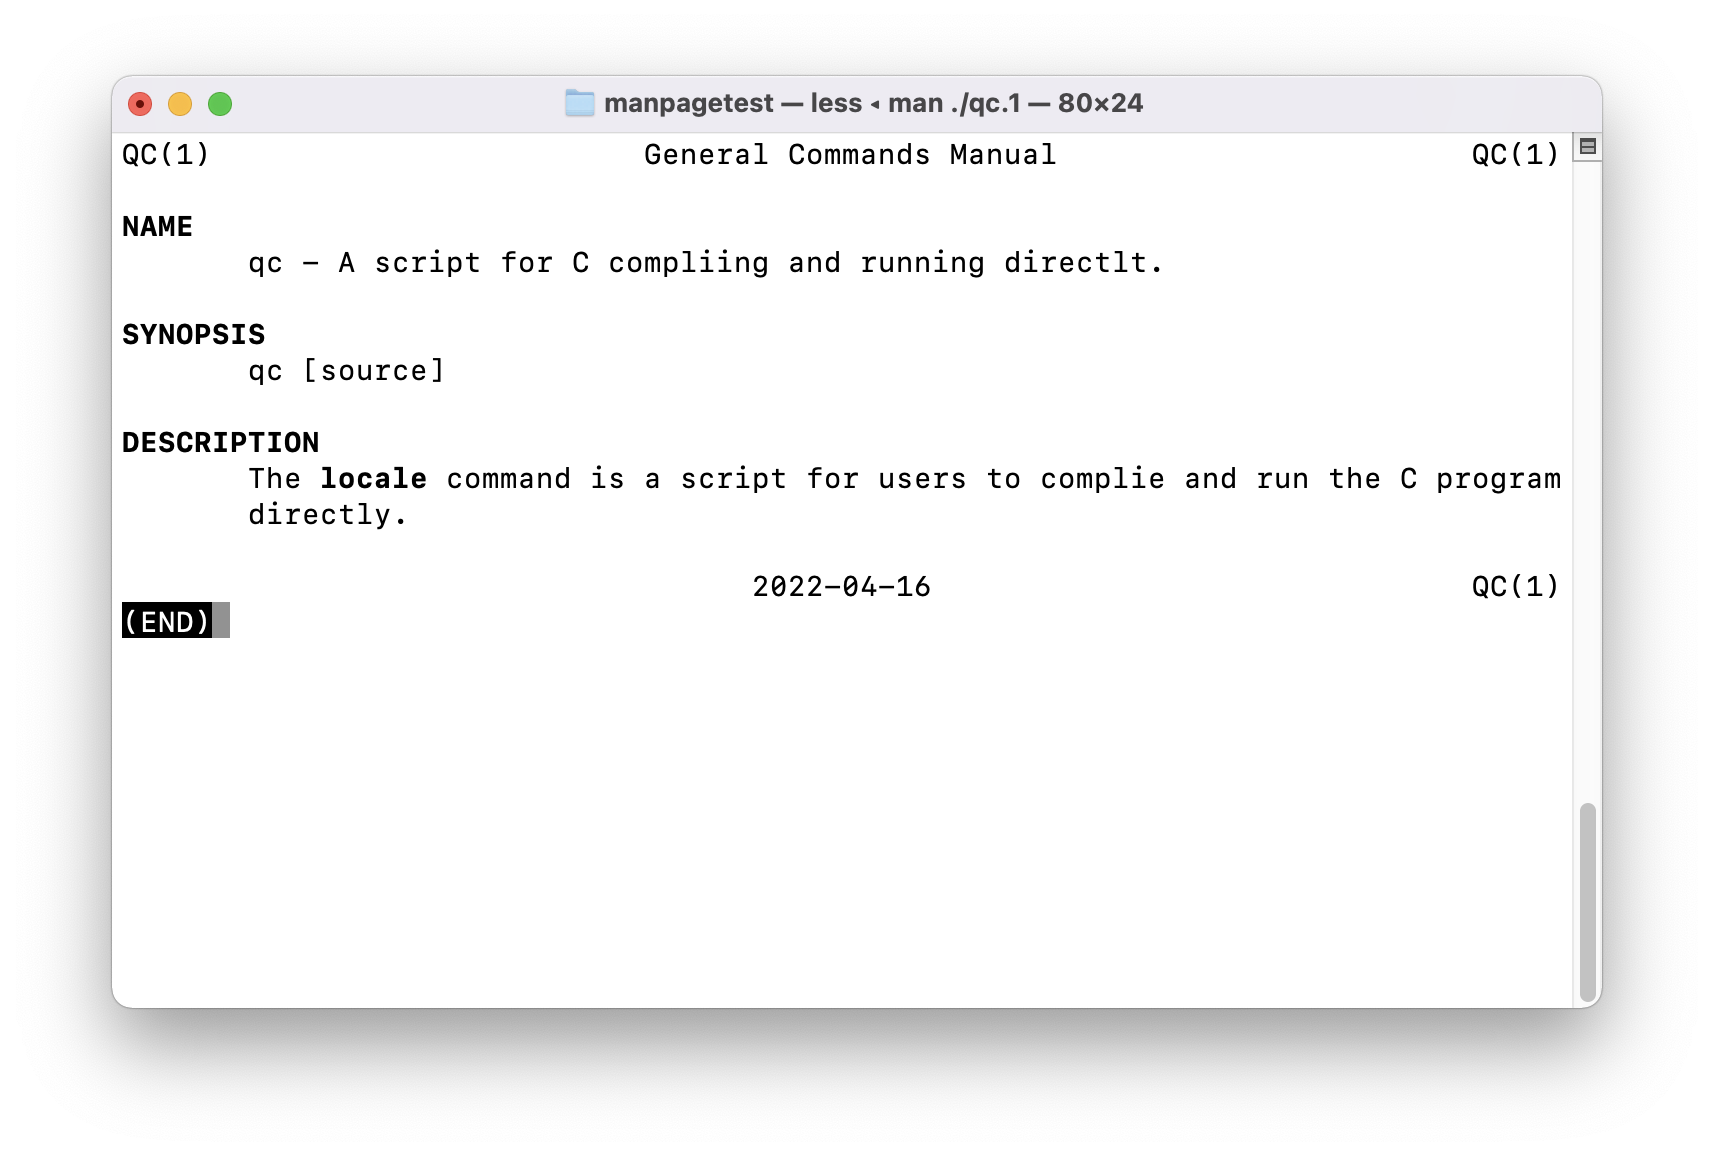 manpagetest — less ◂ man ./qc.1 — 80×24
QC(1) General Commands Manual QC(1)
NAME
qc – A script for C compliing and running directlt.
SYNOPSIS
qc [source]
DESCRIPTION
The locale command is a script for users to complie and run the C program
directly.
2022-04-16 QC(1)
(END)